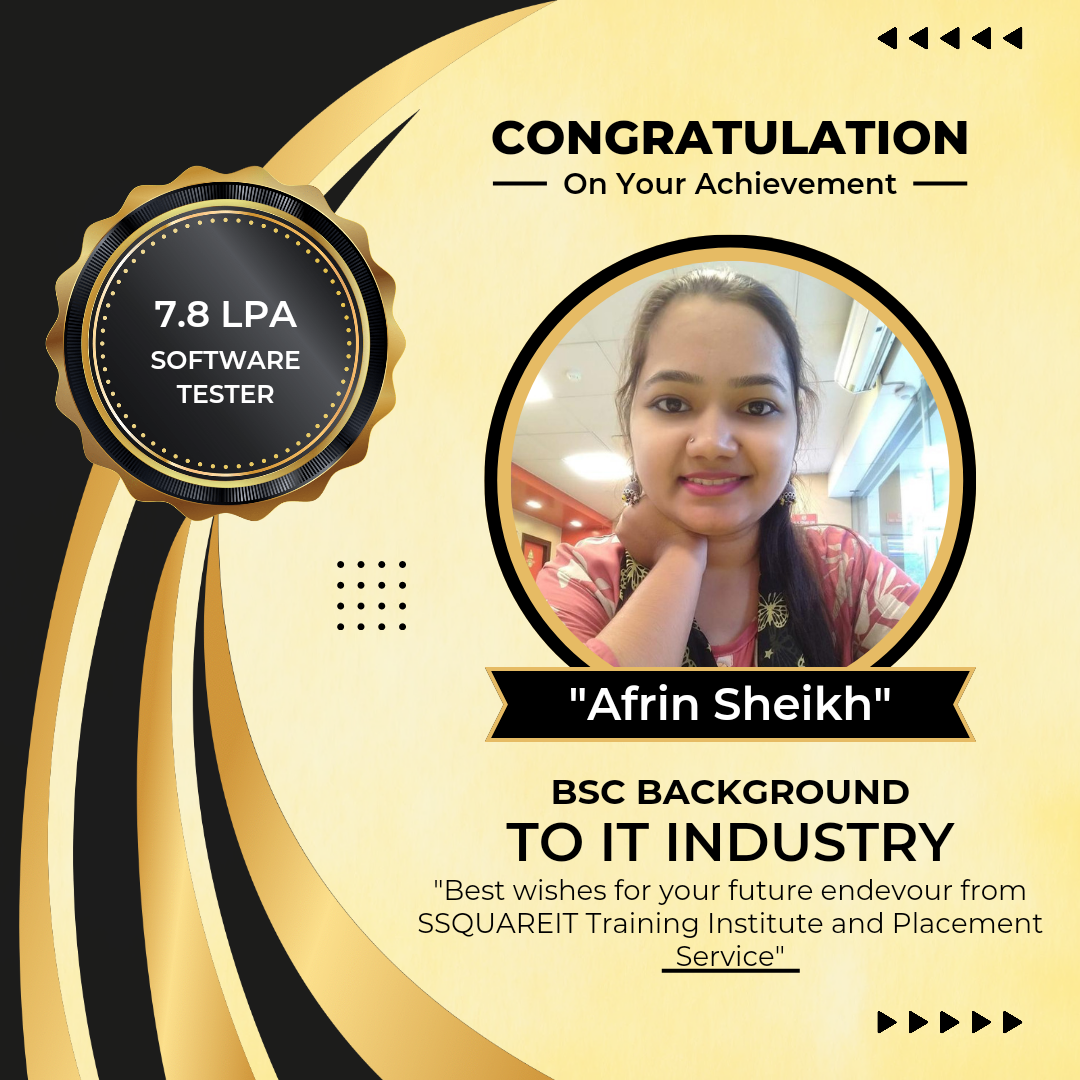 CONGRATULATION
On Your Achievement
7.8 LPA
SOFTWARE
TESTER
"Afrin Sheikh"
BSC BACKGROUND
TO IT INDUSTRY
"Best wishes for your future endevour from
SSQUAREIT Training Institute and Placement
Service"